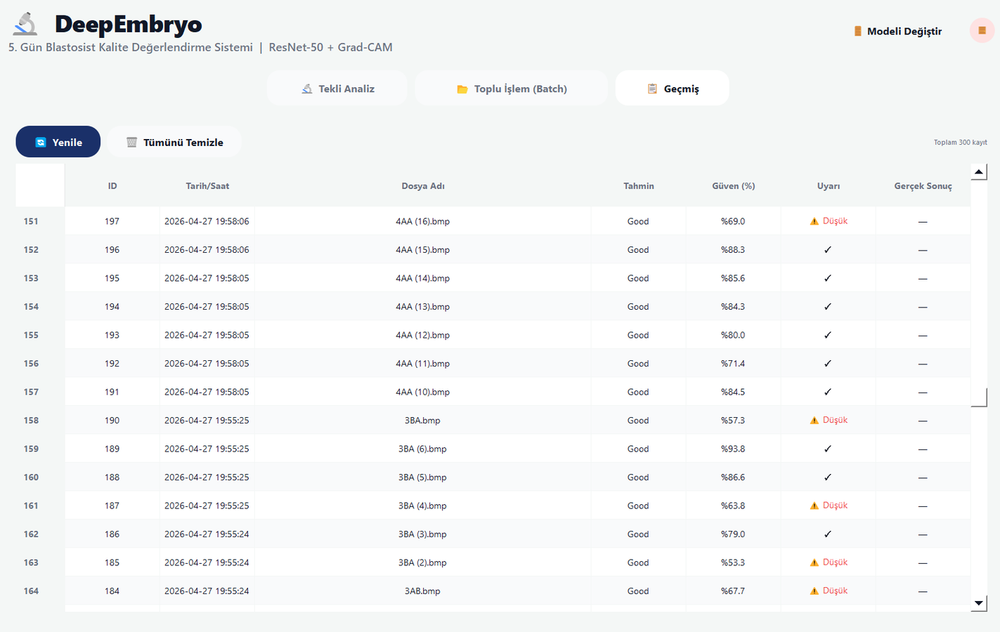 DeepEmbryo
5. Gün Blastosist Kalite Değerlendirme Sistemi | ResNet-50 + Grad-CAM
Modeli Değiştir
Tekli Analiz
Toplu İşlem (Batch)
Geçmiş
Yenile
Tümünü Temizle
Toplam 300 kayıt
ID Tarih/Saat Dosya Adı Tahmin Güven (%) Uyarı Gerçek Sonuç
151 197 2026-04-27 19:58:06 4AA (16).bmp Good %69.0 ⚠ Düşük —
152 196 2026-04-27 19:58:06 4AA (15).bmp Good %88.3 ✓ —
153 195 2026-04-27 19:58:05 4AA (14).bmp Good %85.6 ✓ —
154 194 2026-04-27 19:58:05 4AA (13).bmp Good %84.3 ✓ —
155 193 2026-04-27 19:58:05 4AA (12).bmp Good %80.0 ✓ —
156 192 2026-04-27 19:58:05 4AA (11).bmp Good %71.4 ✓ —
157 191 2026-04-27 19:58:05 4AA (10).bmp Good %84.5 ✓ —
158 190 2026-04-27 19:55:25 3BA.bmp Good %57.3 ⚠ Düşük —
159 189 2026-04-27 19:55:25 3BA (6).bmp Good %93.8 ✓ —
160 188 2026-04-27 19:55:25 3BA (5).bmp Good %86.6 ✓ —
161 187 2026-04-27 19:55:25 3BA (4).bmp Good %63.8 ⚠ Düşük —
162 186 2026-04-27 19:55:24 3BA (3).bmp Good %79.0 ✓ —
163 185 2026-04-27 19:55:24 3BA (2).bmp Good %53.3 ⚠ Düşük —
164 184 2026-04-27 19:55:24 3AB.bmp Good %67.7 ⚠ Düşük —